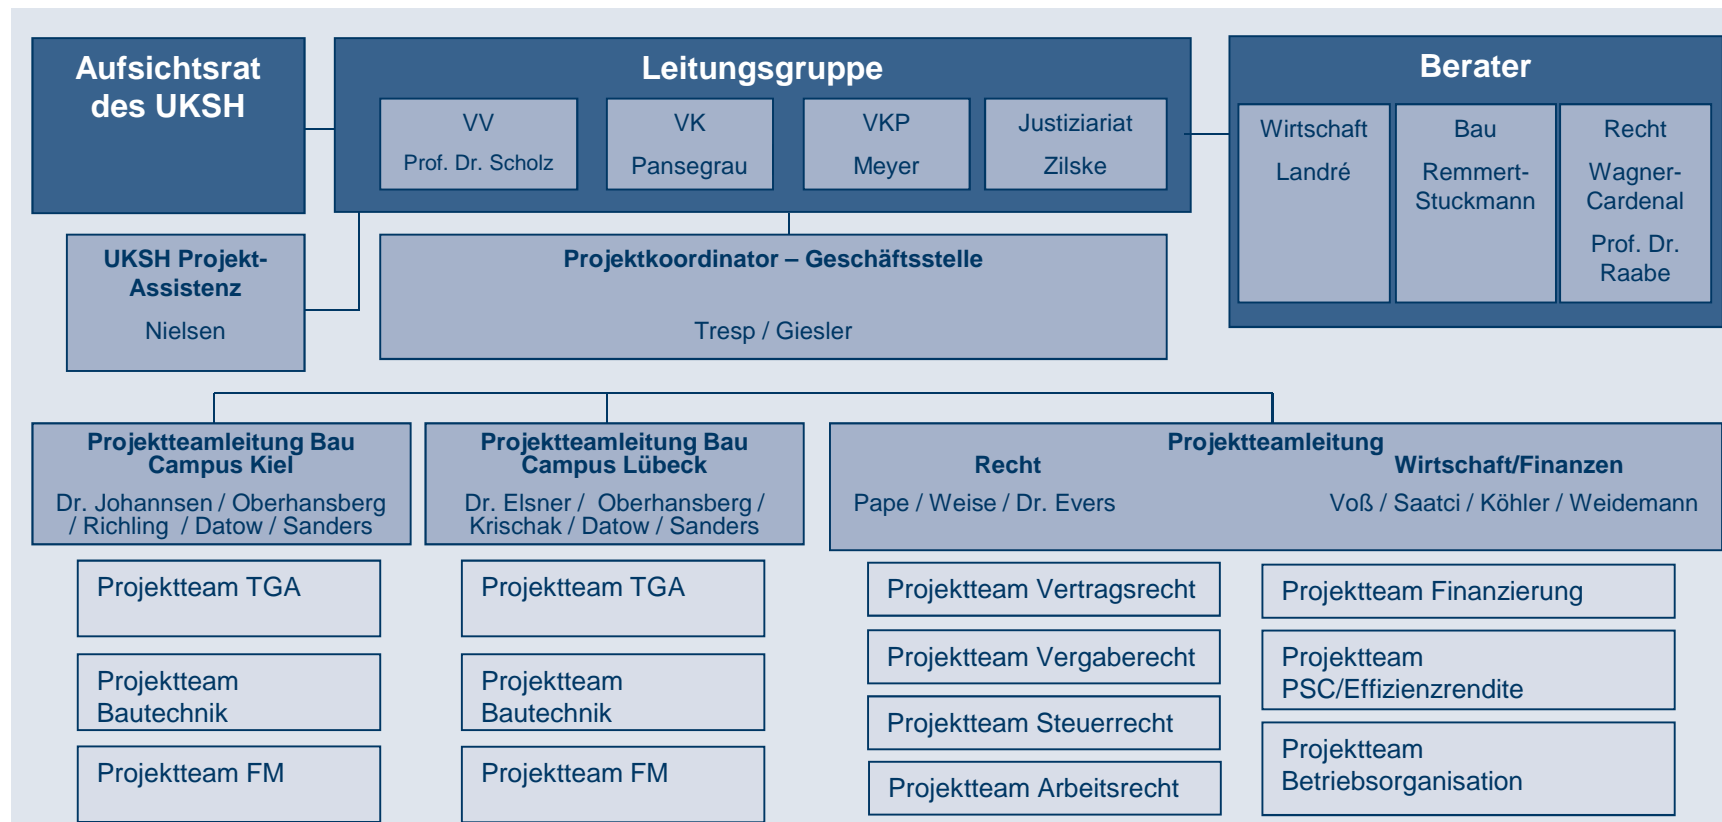 Aufsichtsrat
des UKSH
Leitungsgruppe
VV
Prof. Dr. Scholz
VK
Pansegrau
VKP
Meyer
Justiziariat
Zilske
Berater
Wirtschaft
Landré
Bau
Remmert-
Stuckmann
Recht
Wagner-
Cardenal
Prof. Dr.
Raabe
UKSH Projekt-
Assistenz
Nielsen
Projektkoordinator – Geschäftsstelle
Tresp / Giesler
Projektteamleitung Bau
Campus Kiel
Dr. Johannsen / Oberhansberg
/ Richling / Datow / Sanders
Projektteam TGA
Projektteam
Bautechnik
Projektteam FM
Projektteamleitung Bau
Campus Lübeck
Dr. Elsner / Oberhansberg /
Krischak / Datow / Sanders
Projektteam TGA
Projektteam
Bautechnik
Projektteam FM
Projektteamleitung
Recht
Pape / Weise / Dr. Evers
Wirtschaft/Finanzen
Voß / Saatci / Köhler / Weidemann
Projektteam Vertragsrecht
Projektteam Vergaberecht
Projektteam Steuerrecht
Projektteam Arbeitsrecht
Projektteam Finanzierung
Projektteam
PSC/Effizienzrendite
Projektteam
Betriebsorganisation